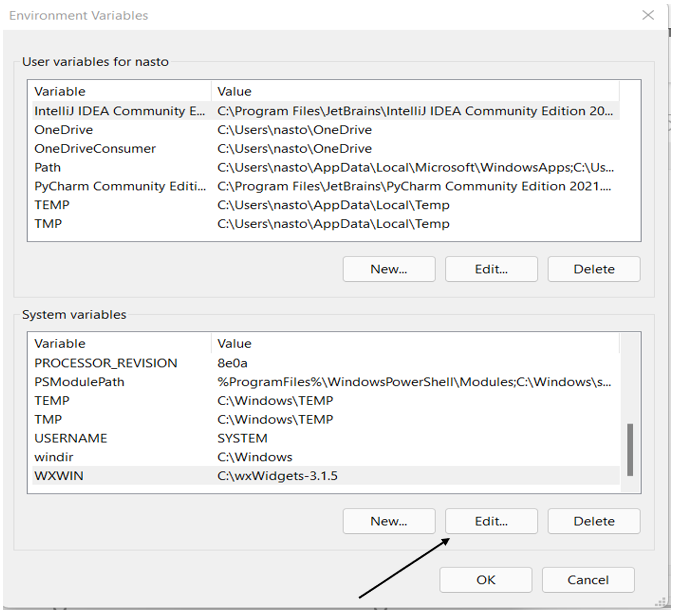 Environment Variables
User variables for nasto
Variable Value
IntelliJ IDEA Community E... C:\Program Files\JetBrains\IntelliJ IDEA Community Edition 20...
OneDrive C:\Users\nasto\OneDrive
OneDriveConsumer C:\Users\nasto\OneDrive
Path C:\Users\nasto\AppData\Local\Microsoft\WindowsApps;C:\Us...
PyCharm Community Editi... C:\Program Files\JetBrains\PyCharm Community Edition 2021....
TEMP C:\Users\nasto\AppData\Local\Temp
TMP C:\Users\nasto\AppData\Local\Temp
New... Edit... Delete
System variables
Variable Value
PROCESSOR_REVISION 8e0a
PSModulePath %ProgramFiles%\WindowsPowerShell\Modules;C:\Windows\s...
TEMP C:\Windows\TEMP
TMP C:\Windows\TEMP
USERNAME SYSTEM
windir C:\Windows
WXWIN C:\wxWidgets-3.1.5
New... Edit... Delete
OK Cancel